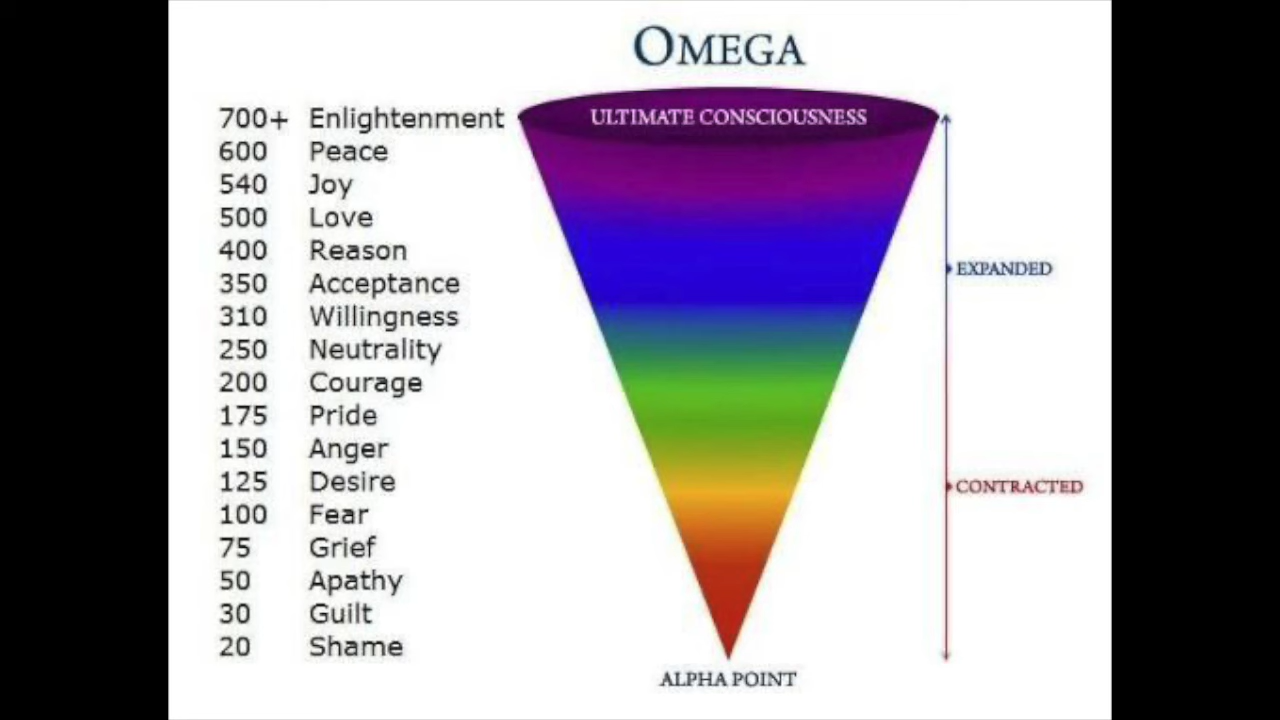 OMEGA
700+ Enlightenment
ULTIMATE CONSCIOUSNESS
600 Peace
540 Joy
500 Love
400 Reason
EXPANDED
350 Acceptance
310 Willingness
250 Neutrality
200 Courage
175 Pride
150 Anger
125 Desire
CONTRACTED
100 Fear
75 Grief
50 Apathy
30 Guilt
20 Shame
ALPHA POINT